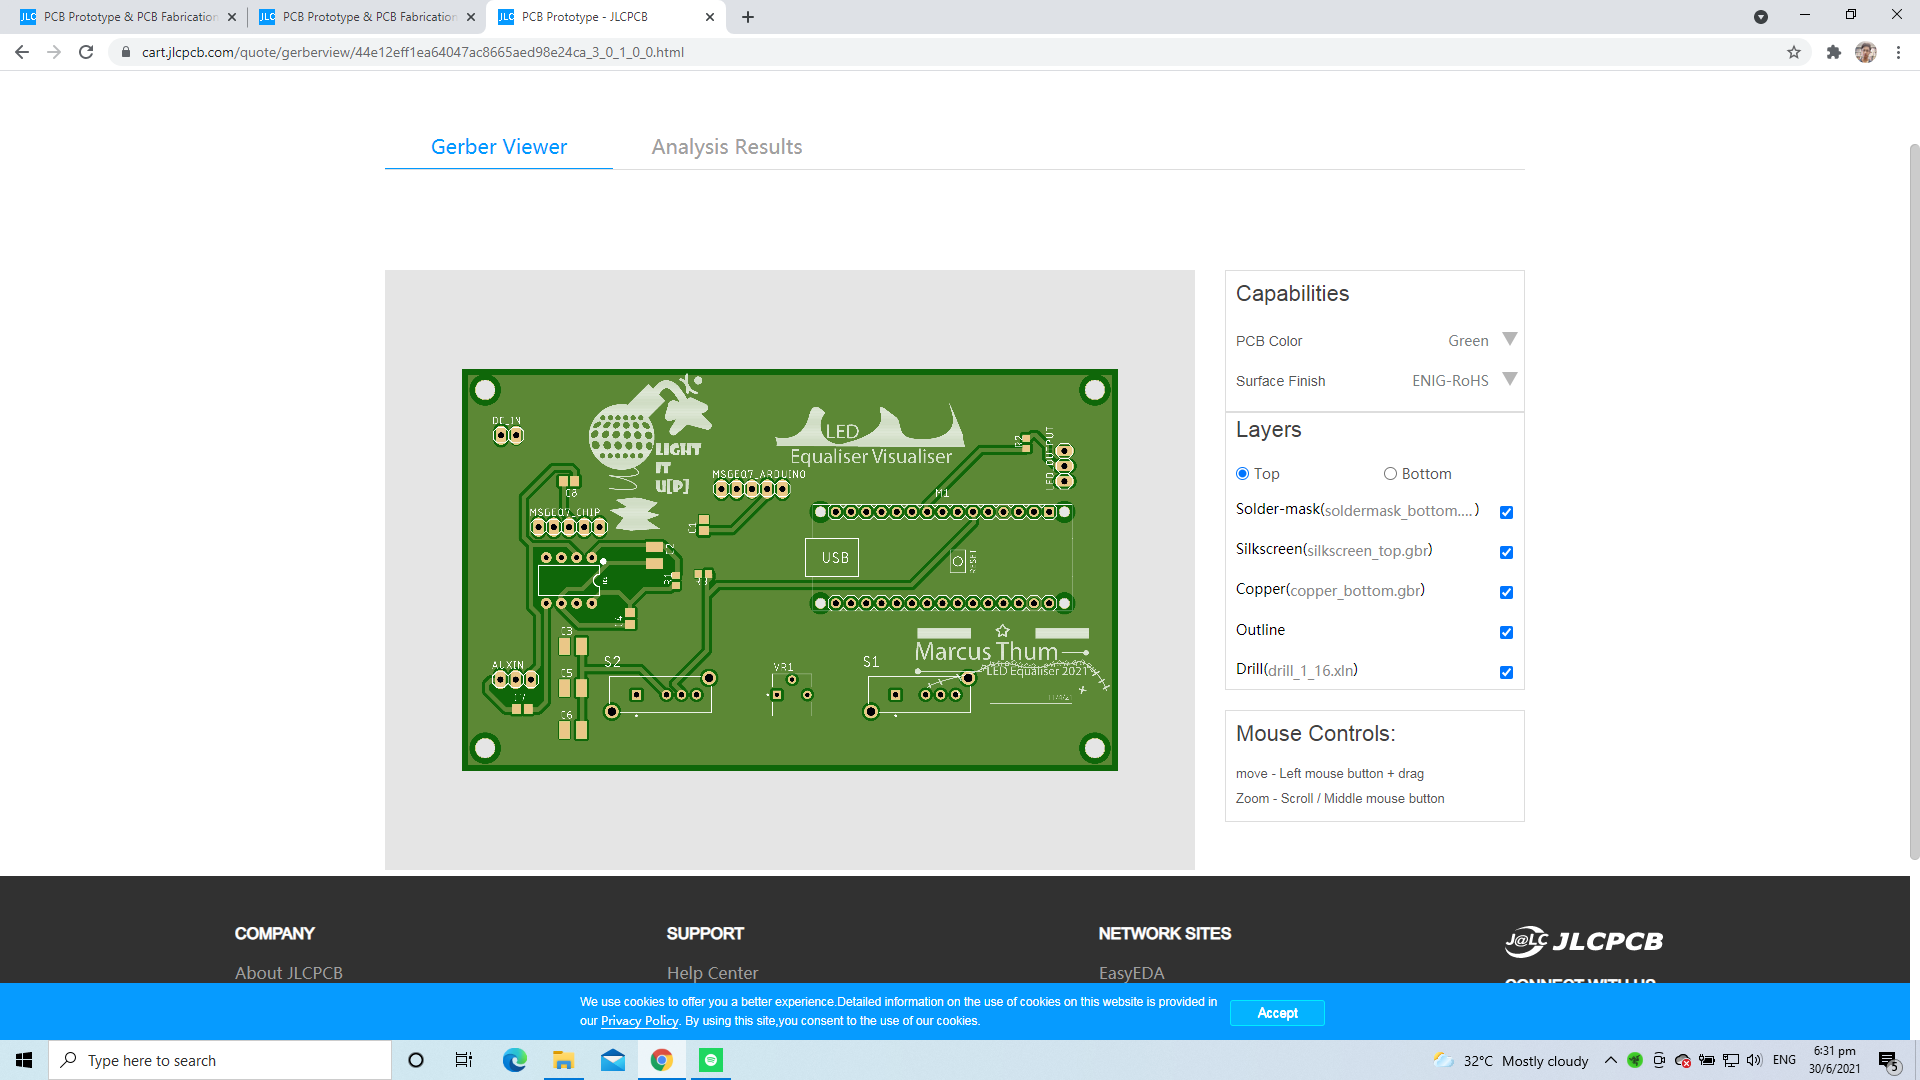 PCB Prototype & PCB Fabrication
PCB Prototype & PCB Fabrication
PCB Prototype - JLCPCB
cart.jlcpcb.com/quote/gerberview/44e12eff1ea64047ac8665aed98e24ca_3_0_1_0_0.html
Gerber Viewer
Analysis Results
DC_IN
LIGHT
IT
U[P]
LED
Equaliser Visualiser
R2
LED_OUTPUT
MSGEQ7_ARDUINO
C8
M1
MSGEQ7_CHIP
C1
C2
USB
RESET
R1
C4
C3
AUXIN
S2
C5
VR1
S1
Marcus Thum
LED Equaliser 2021
C6
Capabilities
PCB Color
Green
Surface Finish
ENIG-RoHS
Layers
Top
Bottom
Solder-mask(soldermask_bottom....)
Silkscreen(silkscreen_top.gbr)
Copper(copper_bottom.gbr)
Outline
Drill(drill_1_16.xln)
Mouse Controls:
move - Left mouse button + drag
Zoom - Scroll / Middle mouse button
COMPANY
SUPPORT
NETWORK SITES
J@LC JLCPCB
About JLCPCB
Help Center
EasyEDA
CONNECT WITH US
We use cookies to offer you a better experience.Detailed information on the use of cookies on this website is provided in
our Privacy Policy. By using this site,you consent to the use of our cookies.
Accept
Type here to search
32°C Mostly cloudy
ENG
6:31 pm
30/6/2021
5